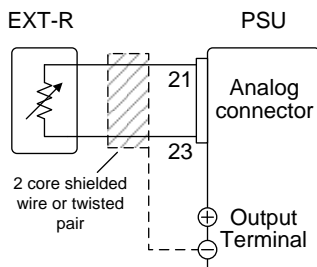 EXT-R
PSU
21
Analog
connector
23
2 core shielded
wire or twisted
pair
Output
Terminal